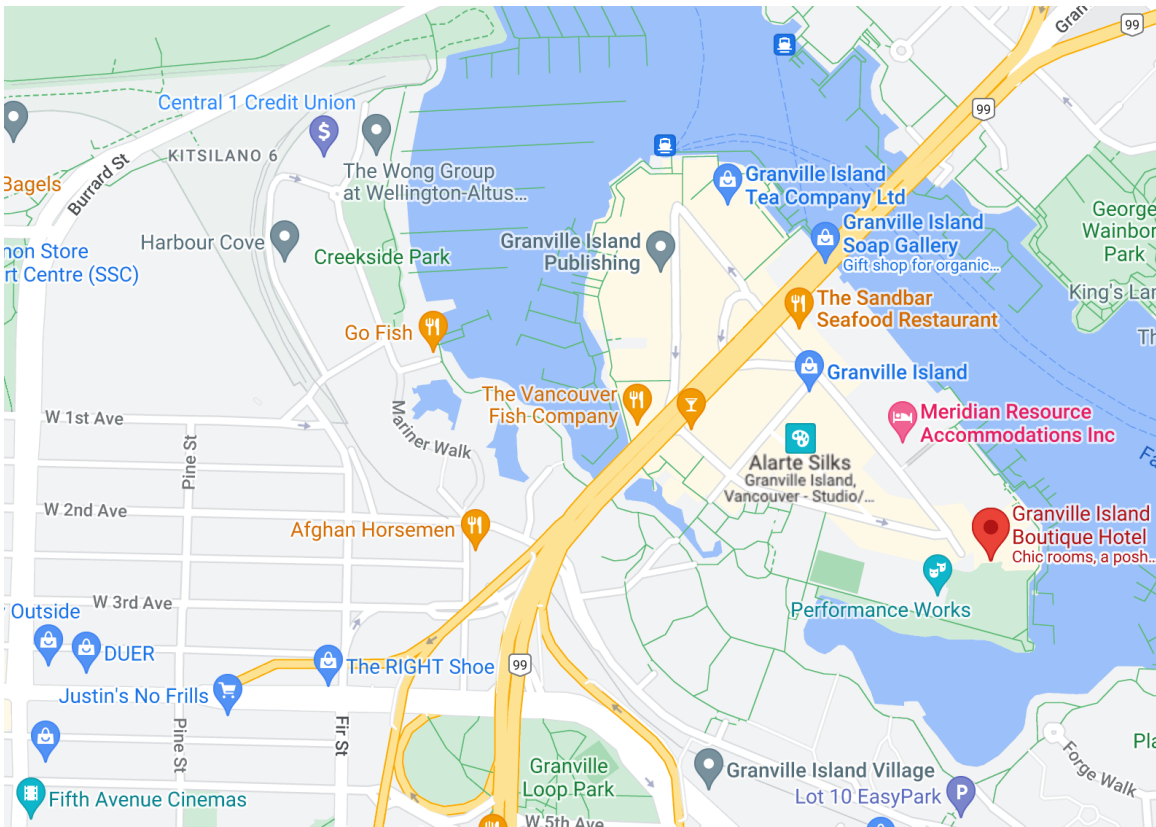 Gran
99
99
Central 1 Credit Union
KITSILANO 6
The Wong Group
at Wellington-Altus...
Bagels
Burrard St
Granville Island
Tea Company Ltd
Granville Island
Soap Gallery
Gift shop for organic...
George
Wainbor
Park
Harbour Cove
Creekside Park
Granville Island
Publishing
non Store
rt Centre (SSC)
King's Lan
The Sandbar
Seafood Restaurant
Th
Go Fish
Granville Island
The Vancouver
Fish Company
Meridian Resource
Accommodations Inc
W 1st Ave
Pine St
Mariner Walk
Fa
Alarte Silks
Granville Island,
Vancouver - Studio/...
W 2nd Ave
Afghan Horsemen
Granville Island
Boutique Hotel
Chic rooms, a posh...
W 3rd Ave
Outside
Performance Works
DUER
The RIGHT Shoe
99
Justin's No Frills
Pine St
Fir St
Granville
Loop Park
Granville Island Village
Lot 10 EasyPark
P
Forge Walk
Pla
Fifth Avenue Cinemas
W 5th Ave